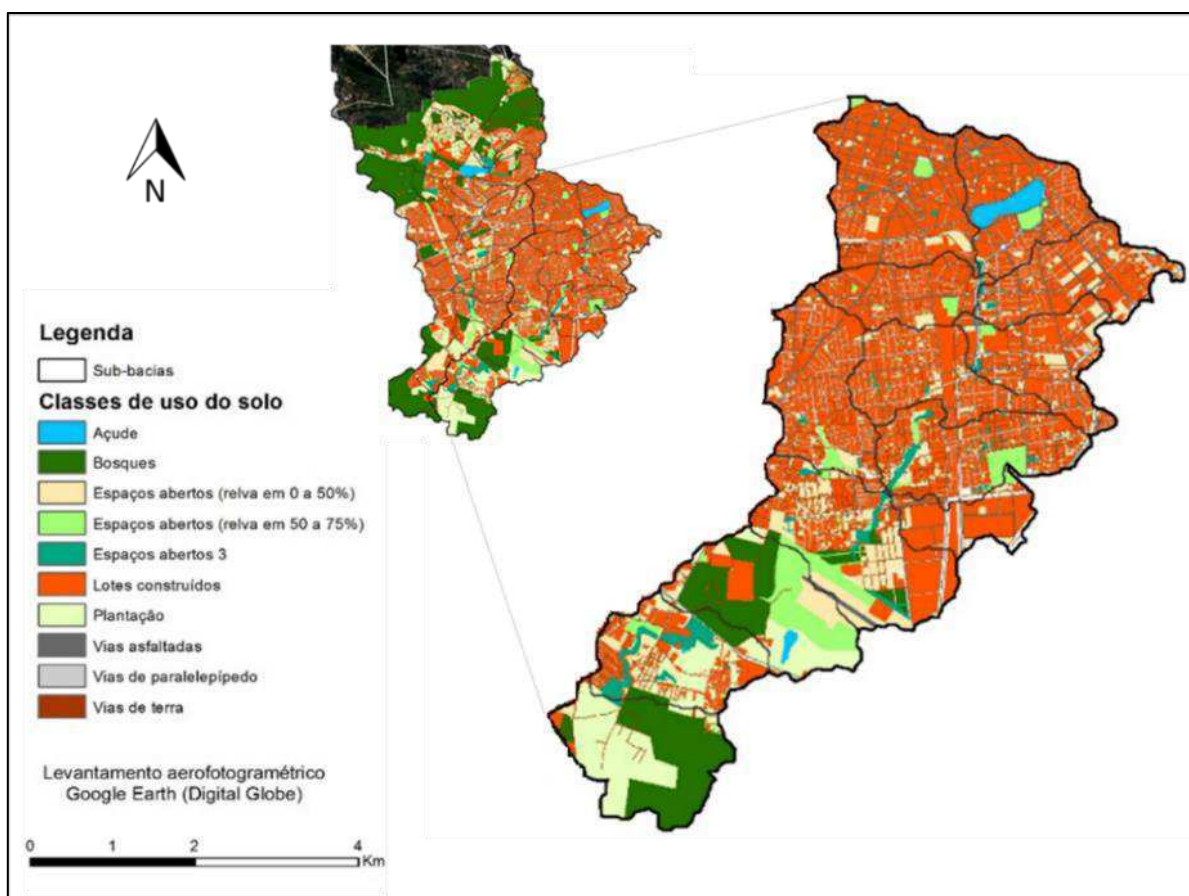 N
Legenda
Sub-bacias
Classes de uso do solo
Açude
Bosques
Espaços abertos (relva em 0 a 50%)
Espaços abertos (relva em 50 a 75%)
Espaços abertos 3
Lotes construídos
Plantação
Vias asfaltadas
Vias de paralelepípedo
Vias de terra
Levantamento aerofotogramétrico
Google Earth (Digital Globe)
0 1 2 4
Km